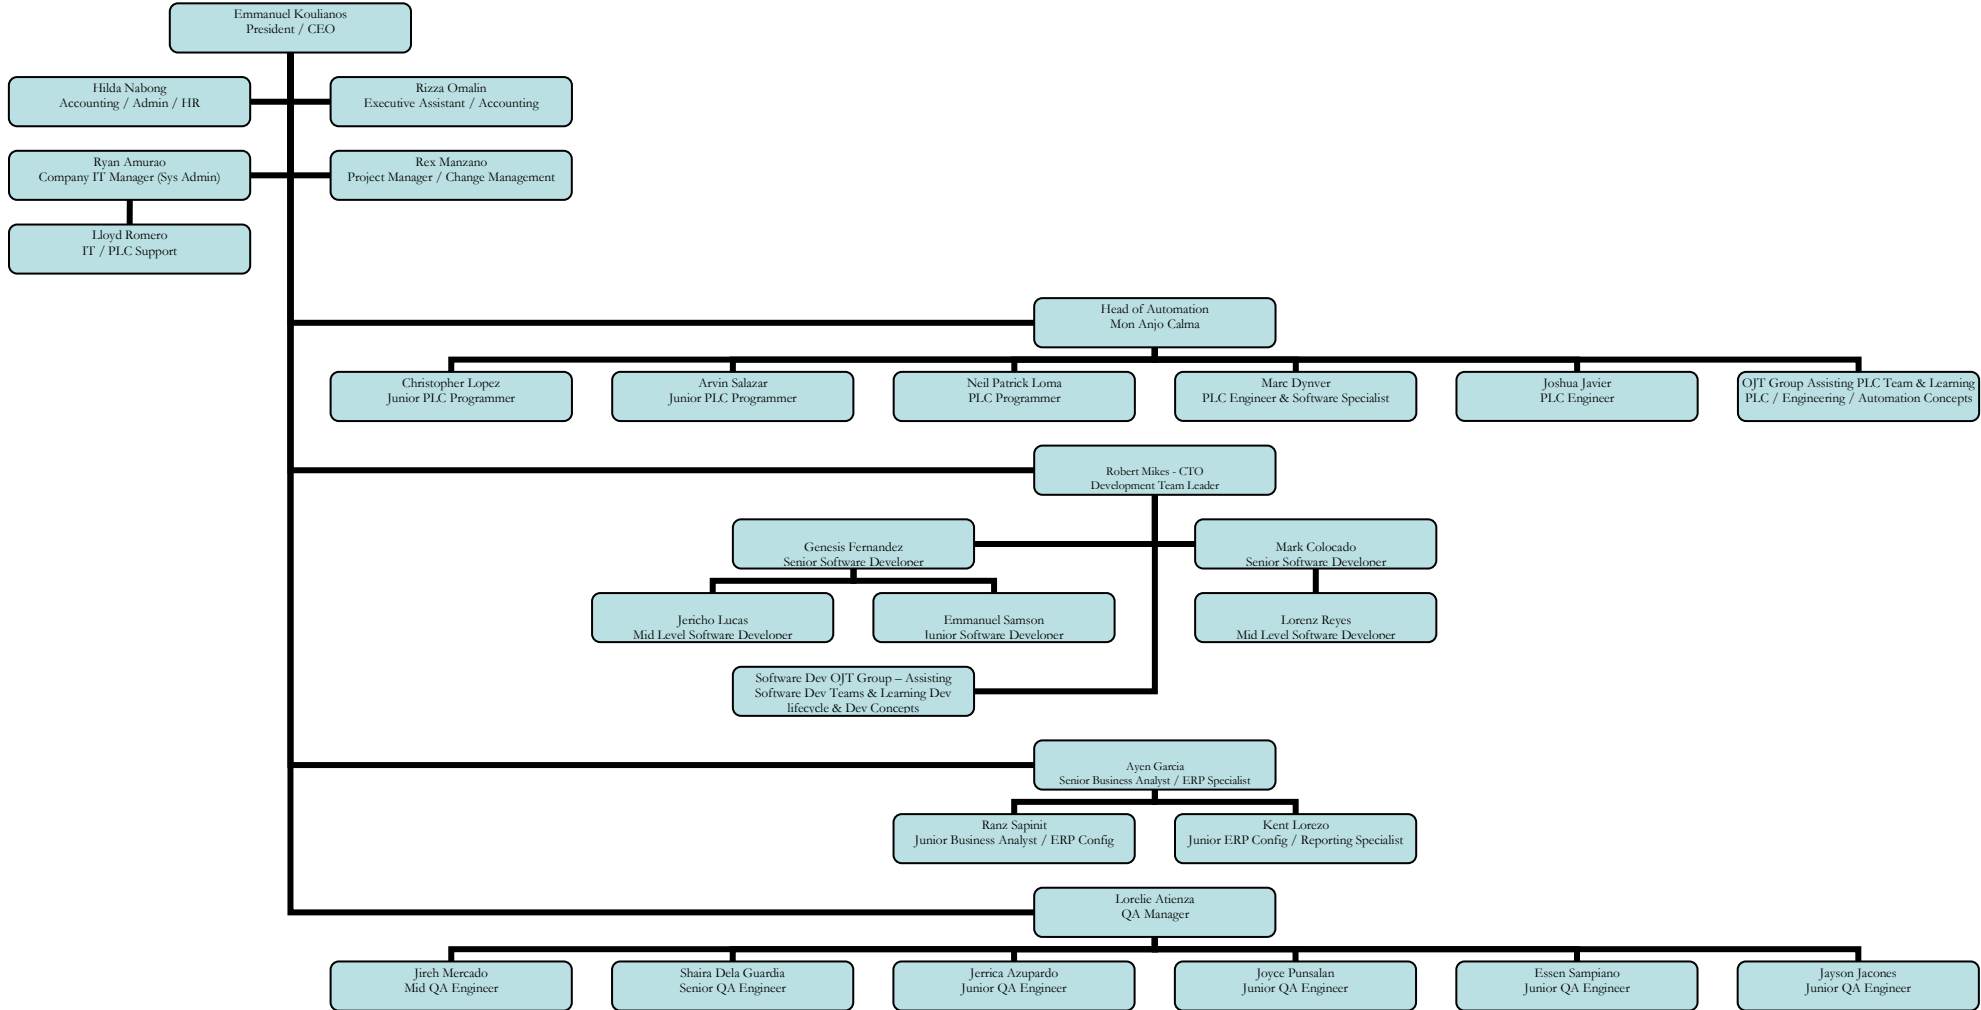 Emmanuel Koulianos
President / CEO
Hilda Nabong
Accounting / Admin / HR
Rizza Omalin
Executive Assistant / Accounting
Ryan Amurao
Company IT Manager (Sys Admin)
Rex Manzano
Project Manager / Change Management
Lloyd Romero
IT / PLC Support
Head of Automation
Mon Anjo Calma
Christopher Lopez
Junior PLC Programmer
Arvin Salazar
Junior PLC Programmer
Neil Patrick Loma
PLC Programmer
Marc Dynver
PLC Engineer & Software Specialist
Joshua Javier
PLC Engineer
OJT Group Assisting PLC Team & Learning
PLC / Engineering / Automation Concepts
Robert Mikes - CTO
Development Team Leader
Genesis Fernandez
Senior Software Developer
Mark Colocado
Senior Software Developer
Jericho Lucas
Mid Level Software Developer
Emmanuel Samson
Junior Software Developer
Lorenz Reyes
Mid Level Software Developer
Software Dev OJT Group – Assisting
Software Dev Teams & Learning Dev
lifecycle & Dev Concepts
Ayen Garcia
Senior Business Analyst / ERP Specialist
Ranz Sapinit
Junior Business Analyst / ERP Config
Kent Lorezo
Junior ERP Config / Reporting Specialist
Lorelie Atienza
QA Manager
Jireh Mercado
Mid QA Engineer
Shaira Dela Guardia
Senior QA Engineer
Jerrica Azupardo
Junior QA Engineer
Joyce Punsalan
Junior QA Engineer
Essen Sampiano
Junior QA Engineer
Jayson Jacones
Junior QA Engineer